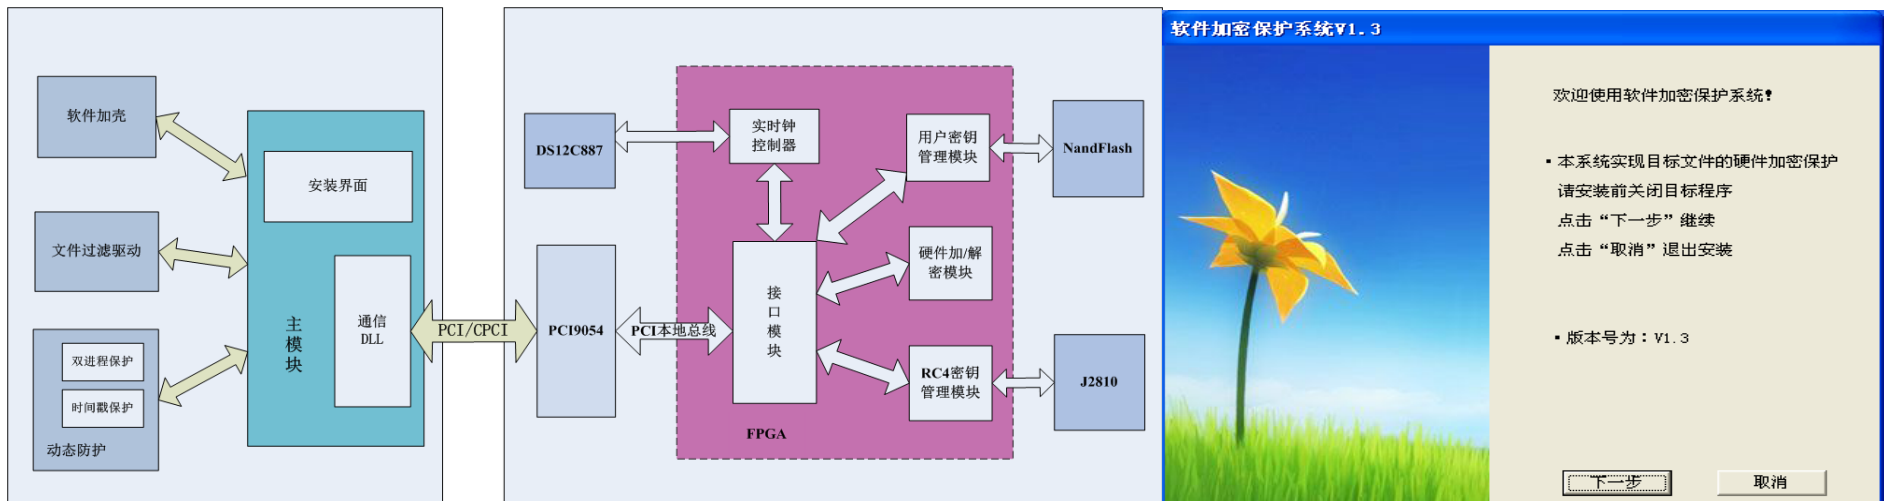 软件加壳
文件过滤驱动
双进程保护
时间戳保护
动态防护
安装界面
主
模
块
通信
DLL
PCI/CPCI
DS12C887
PCI9054
PCI本地总线
实时钟
控制器
接
口
模
块
用户密钥
管理模块
硬件加/解
密模块
RC4密钥
管理模块
FPGA
NandFlash
J2810
软件加密保护系统V1.3
欢迎使用软件加密保护系统!
▪本系统实现目标文件的硬件加密保护
请安装前关闭目标程序
点击“下一步”继续
点击“取消”退出安装
▪版本号为：V1.3
下一步
取消